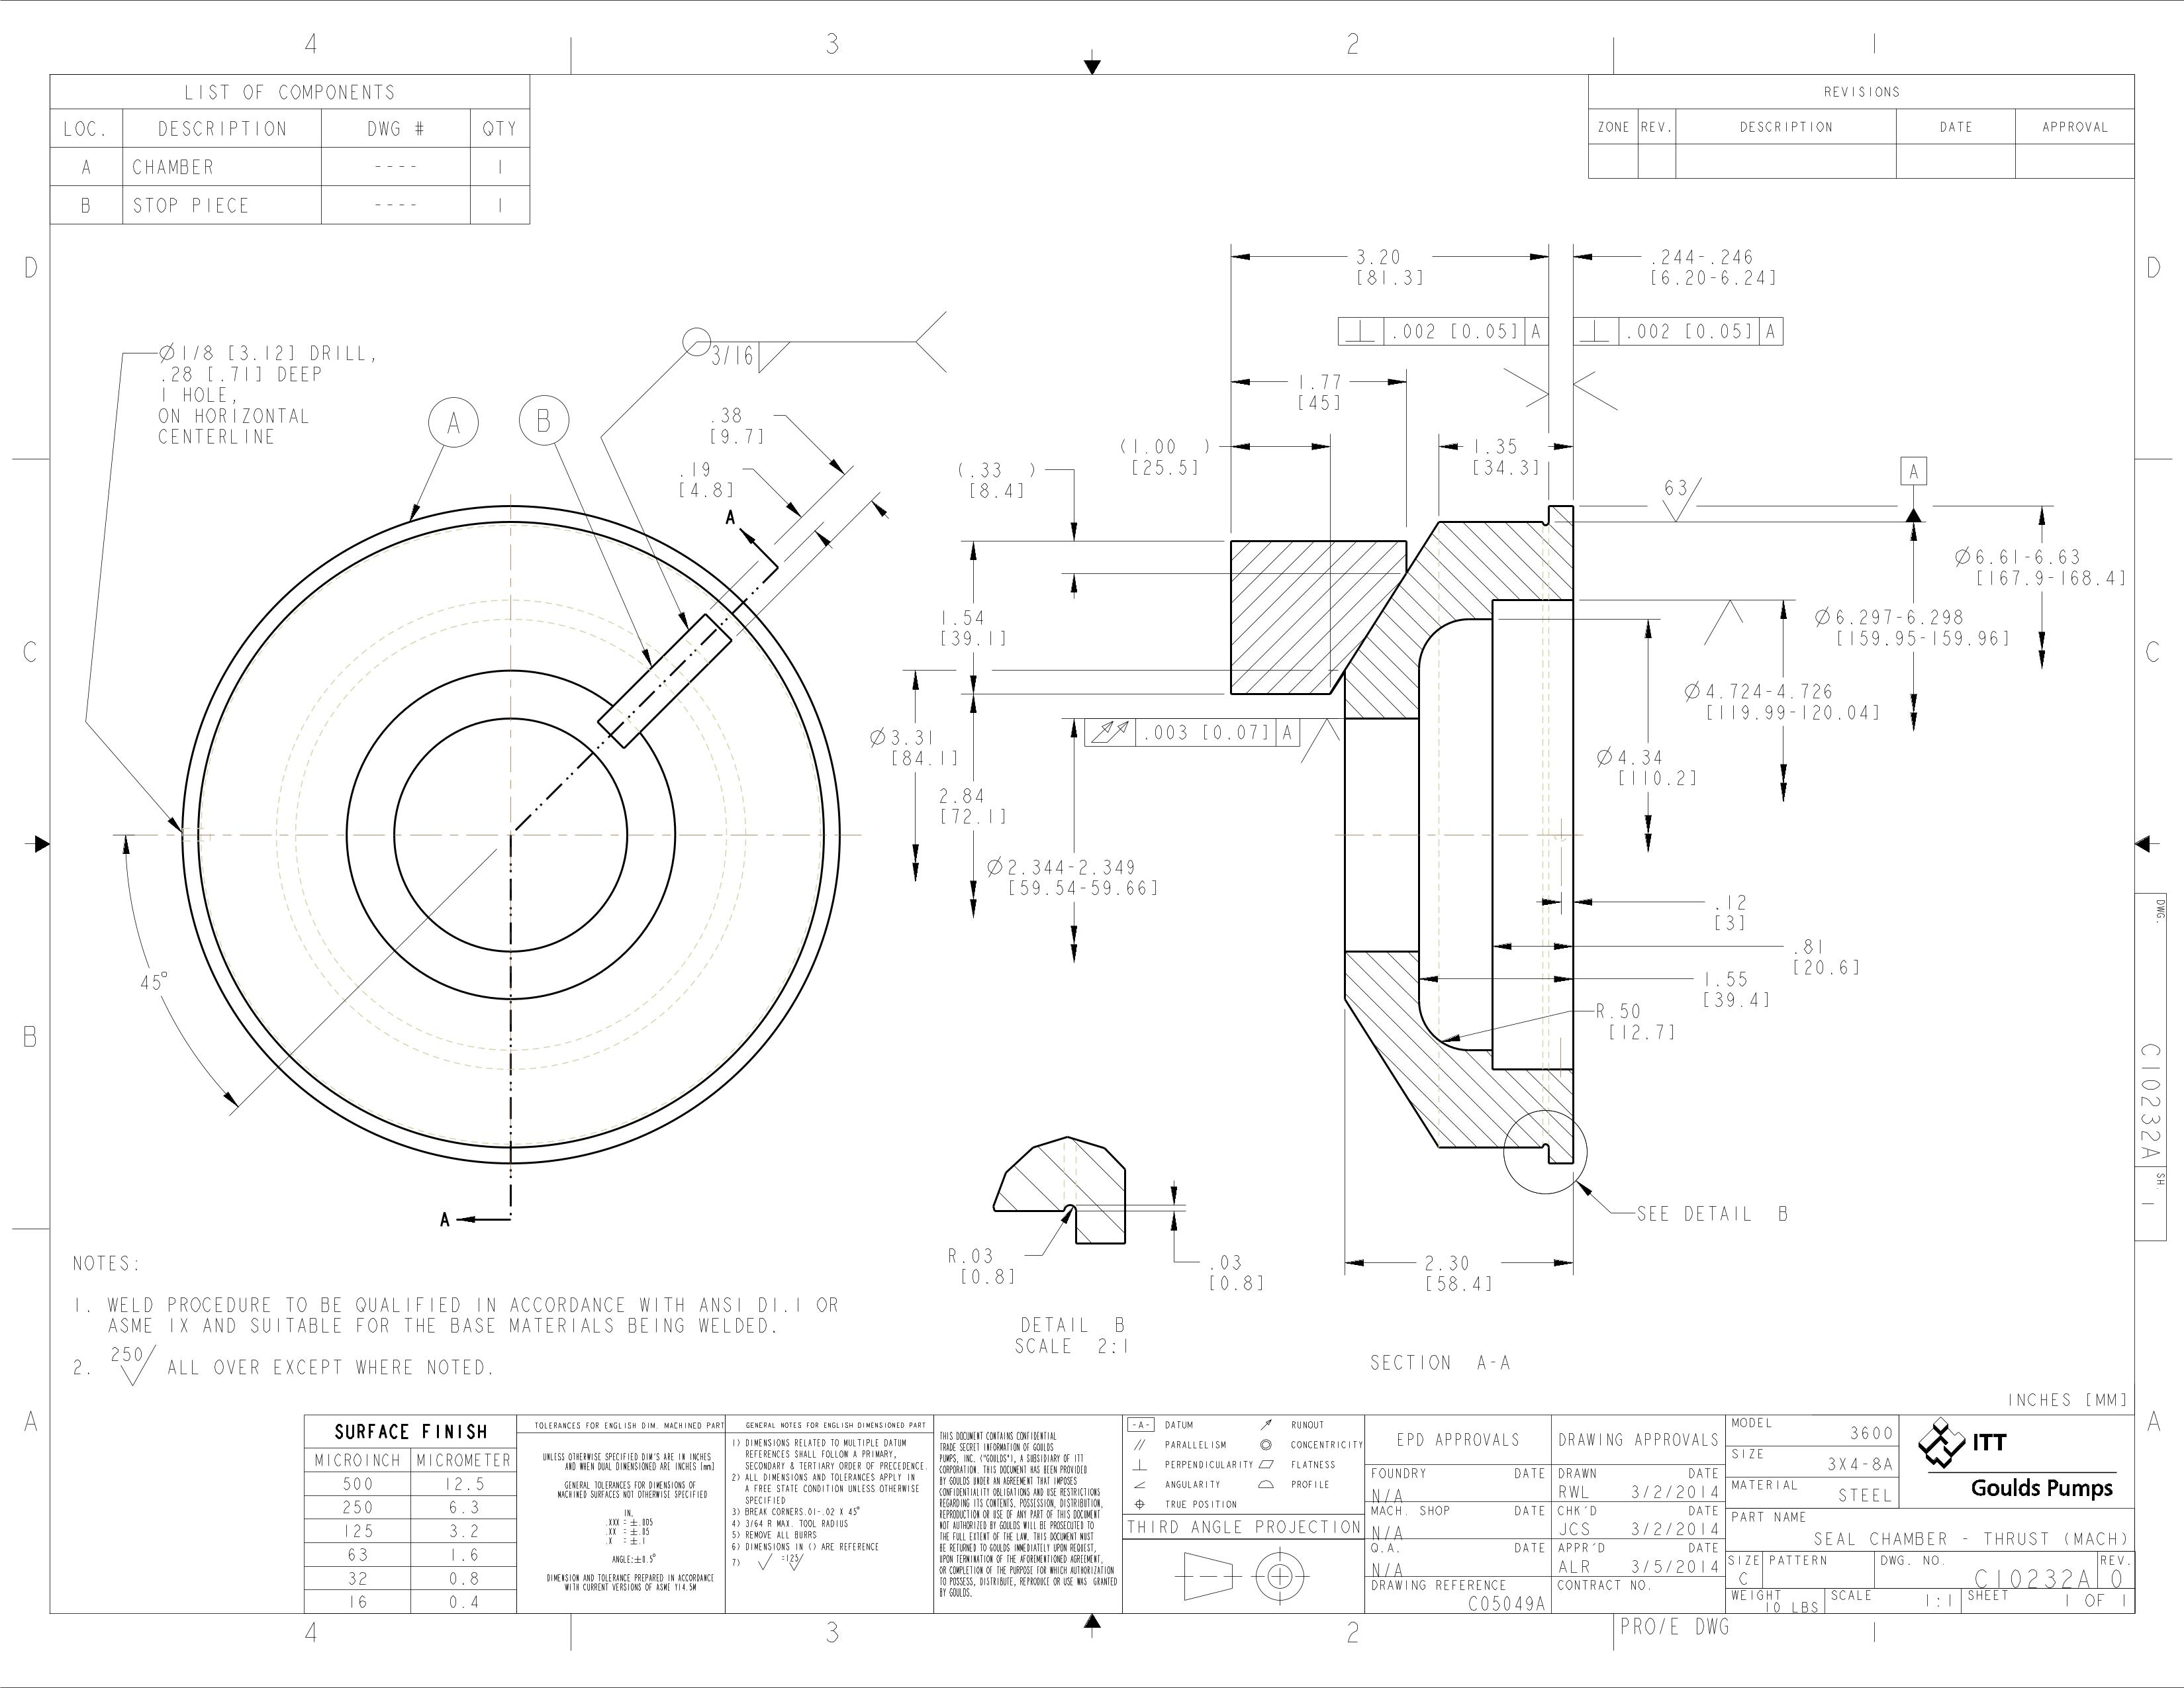 4 3 2 1
LIST OF COMPONENTS
LOC. DESCRIPTION DWG # QTY
A CHAMBER ---- 1
B STOP PIECE ---- 1
REVISIONS
ZONE REV. DESCRIPTION DATE APPROVAL
D
D
C
C
B
B
A
A
Ø1/8 [3.12] DRILL,
.28 [.71] DEEP
1 HOLE,
ON HORIZONTAL
CENTERLINE
A
B
3/16
.38
[9.7]
.19
[4.8]
A
45°
A
3.20
[81.3]
.244-.246
[6.20-6.24]
⊥ .002 [0.05] A
⊥ .002 [0.05] A
1.77
[45]
(1.00 )
[25.5]
1.35
[34.3]
(.33 )
[8.4]
63
A
1.54
[39.1]
Ø6.61-6.63
[167.9-168.4]
Ø6.297-6.298
[159.95-159.96]
Ø4.724-4.726
[119.99-120.04]
Ø3.31
[84.1]
.003 [0.07] A
Ø4.34
[110.2]
2.84
[72.1]
Ø2.344-2.349
[59.54-59.66]
.12
[3]
.81
[20.6]
1.55
[39.4]
R.50
[12.7]
SEE DETAIL B
R.03
[0.8]
.03
[0.8]
2.30
[58.4]
DETAIL B
SCALE 2:1
SECTION A-A
DWG.
C10232A
SH.
1
NOTES:
1. WELD PROCEDURE TO BE QUALIFIED IN ACCORDANCE WITH ANSI D1.1 OR
ASME IX AND SUITABLE FOR THE BASE MATERIALS BEING WELDED.
2. 250 ALL OVER EXCEPT WHERE NOTED.
INCHES [MM]
SURFACE FINISH
MICROINCH MICROMETER
500 12.5
250 6.3
125 3.2
63 1.6
32 0.8
16 0.4
TOLERANCES FOR ENGLISH DIM. MACHINED PART
UNLESS OTHERWISE SPECIFIED DIM'S ARE IN INCHES
AND WHEN DUAL DIMENSIONED ARE INCHES [mm]
GENERAL TOLERANCES FOR DIMENSIONS OF
MACHINED SURFACES NOT OTHERWISE SPECIFIED
IN.
.XXX = ±.005
.XX = ±.05
.X = ±.1
ANGLE:±0.5°
DIMENSION AND TOLERANCE PREPARED IN ACCORDANCE
WITH CURRENT VERSIONS OF ASME Y14.5M
GENERAL NOTES FOR ENGLISH DIMENSIONED PART
1) DIMENSIONS RELATED TO MULTIPLE DATUM
REFERENCES SHALL FOLLOW A PRIMARY,
SECONDARY & TERTIARY ORDER OF PRECEDENCE.
2) ALL DIMENSIONS AND TOLERANCES APPLY IN
A FREE STATE CONDITION UNLESS OTHERWISE
SPECIFIED
3) BREAK CORNERS.01-.02 X 45°
4) 3/64 R MAX. TOOL RADIUS
5) REMOVE ALL BURRS
6) DIMENSIONS IN () ARE REFERENCE
7) =125
THIS DOCUMENT CONTAINS CONFIDENTIAL
TRADE SECRET INFORMATION OF GOULDS
PUMPS, INC. ("GOULDS"), A SUBSIDIARY OF ITT
CORPORATION. THIS DOCUMENT HAS BEEN PROVIDED
BY GOULDS UNDER AN AGREEMENT THAT IMPOSES
CONFIDENTIALITY OBLIGATIONS AND USE RESTRICTIONS
REGARDING ITS CONTENTS. POSSESSION, DISTRIBUTION,
REPRODUCTION OR USE OF ANY PART OF THIS DOCUMENT
NOT AUTHORIZED BY GOULDS WILL BE PROSECUTED TO
THE FULL EXTENT OF THE LAW. THIS DOCUMENT MUST
BE RETURNED TO GOULDS IMMEDIATELY UPON REQUEST,
UPON TERMINATION OF THE AFOREMENTIONED AGREEMENT,
OR COMPLETION OF THE PURPOSE FOR WHICH AUTHORIZATION
TO POSSESS, DISTRIBUTE, REPRODUCE OR USE WAS GRANTED
BY GOULDS.
-A- DATUM RUNOUT
// PARALLELISM CONCENTRICITY
⊥ PERPENDICULARITY FLATNESS
ANGULARITY PROFILE
TRUE POSITION
THIRD ANGLE PROJECTION
EPD APPROVALS
FOUNDRY DATE
N/A
MACH. SHOP DATE
N/A
Q.A. DATE
N/A
DRAWING REFERENCE
C05049A
DRAWING APPROVALS
DRAWN DATE
RWL 3/2/2014
CHK'D DATE
JCS 3/2/2014
APPR'D DATE
ALR 3/5/2014
CONTRACT NO.
MODEL
3600
SIZE
3X4-8A
MATERIAL
STEEL
ITT
Goulds Pumps
PART NAME
SEAL CHAMBER - THRUST (MACH)
SIZE PATTERN DWG. NO. REV.
C C10232A 0
WEIGHT SCALE SHEET
10 LBS 1:1 1 OF 1
4 3 2 1
PRO/E DWG